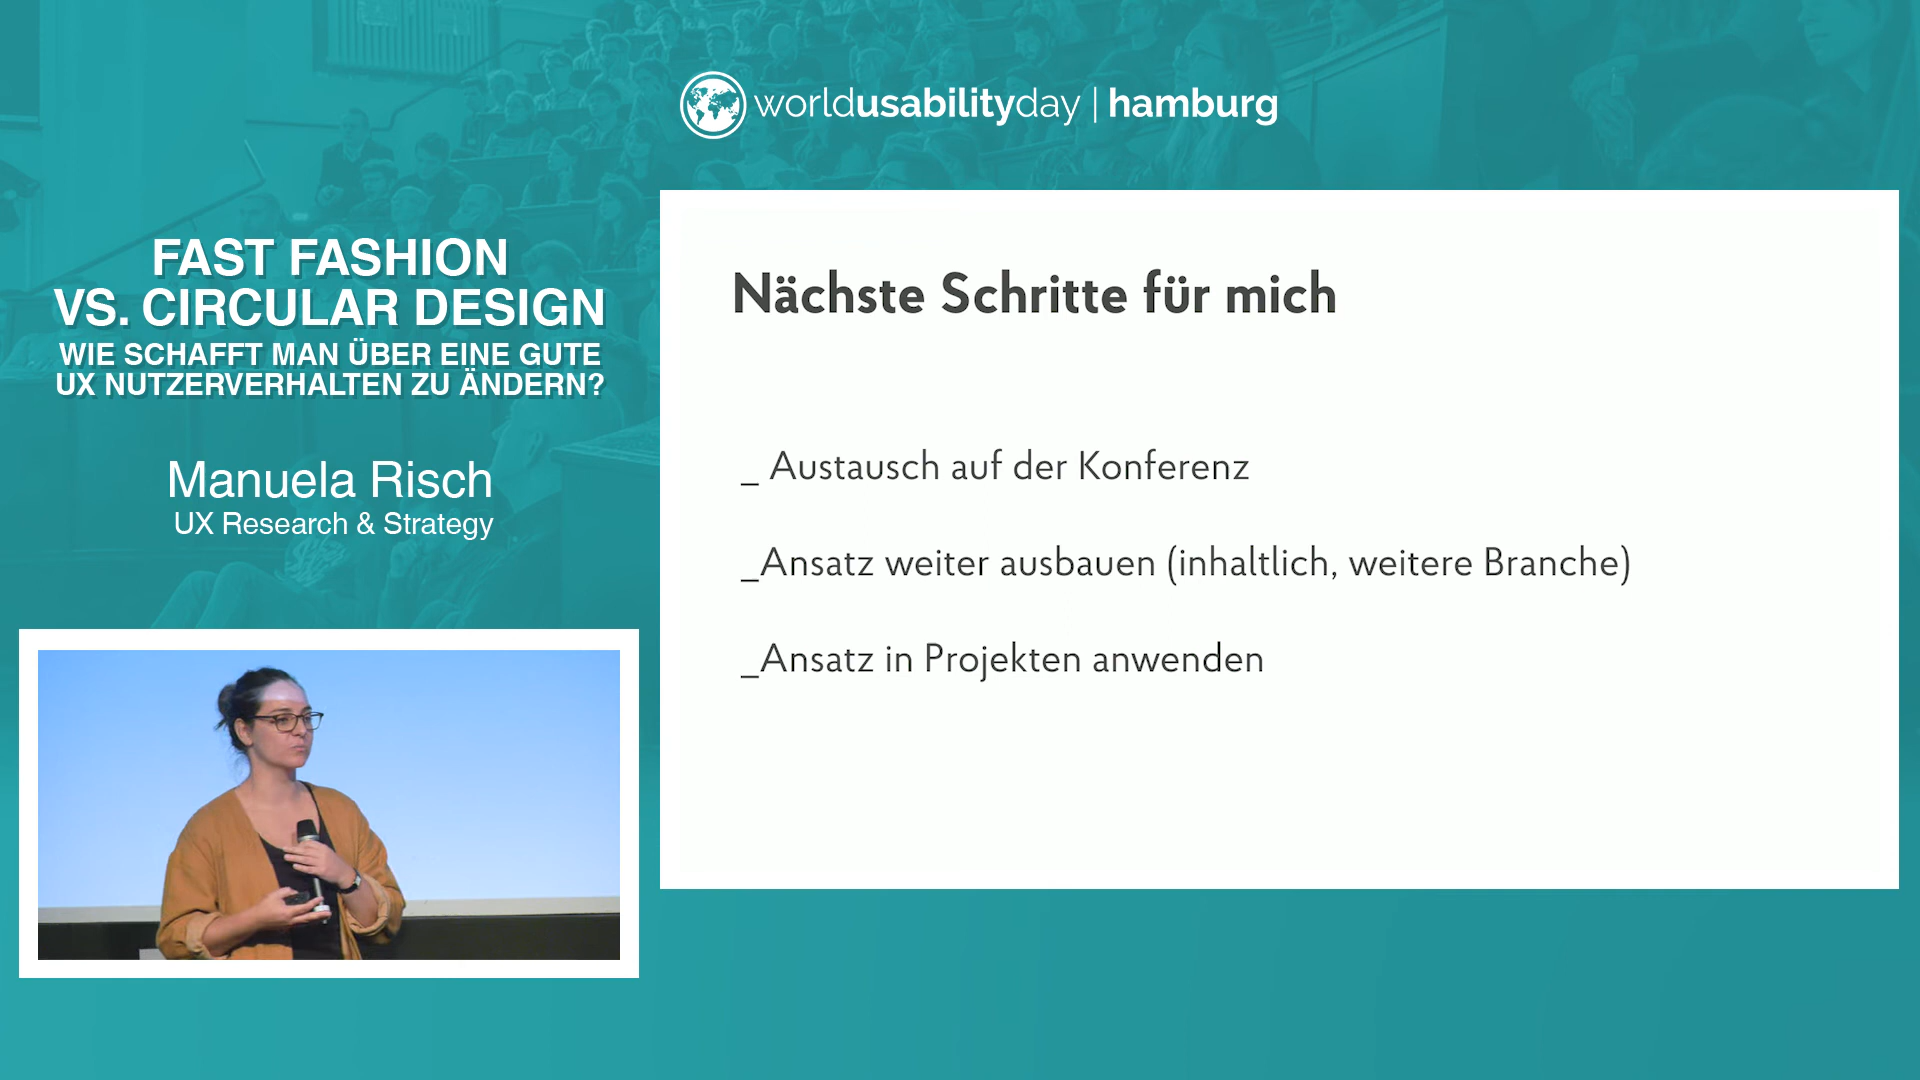 worldusabilityday | hamburg
FAST FASHION
VS. CIRCULAR DESIGN
WIE SCHAFFT MAN ÜBER EINE GUTE
UX NUTZERVERHALTEN ZU ÄNDERN?
Manuela Risch
UX Research & Strategy
Nächste Schritte für mich
_ Austausch auf der Konferenz
_Ansatz weiter ausbauen (inhaltlich, weitere Branche)
_Ansatz in Projekten anwenden